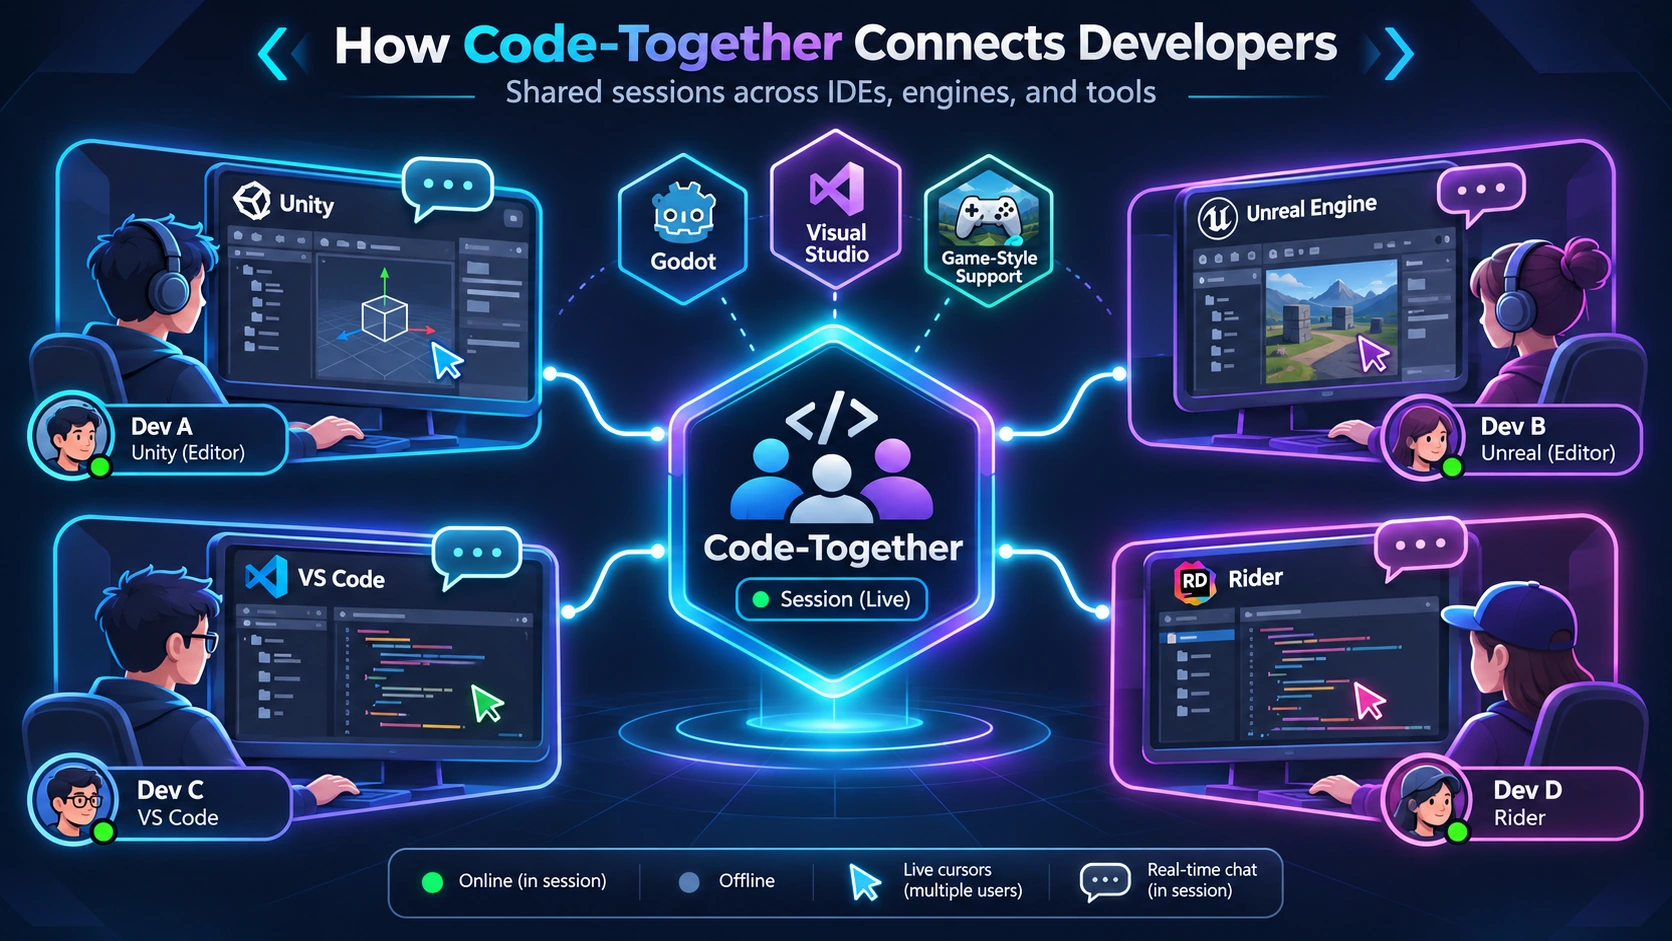 How Code-Together Connects Developers
Shared sessions across IDEs, engines, and tools
Unity
Godot
Visual
Studio
Game-Style
Support
Unreal Engine
Dev A
Unity (Editor)
Dev B
Unreal (Editor)
</>
Code-Together
Session (Live)
VS Code
RD
Rider
Dev C
VS Code
Dev D
Rider
Online (in session)
Offline
Live cursors
(multiple users)
Real-time chat
(in session)